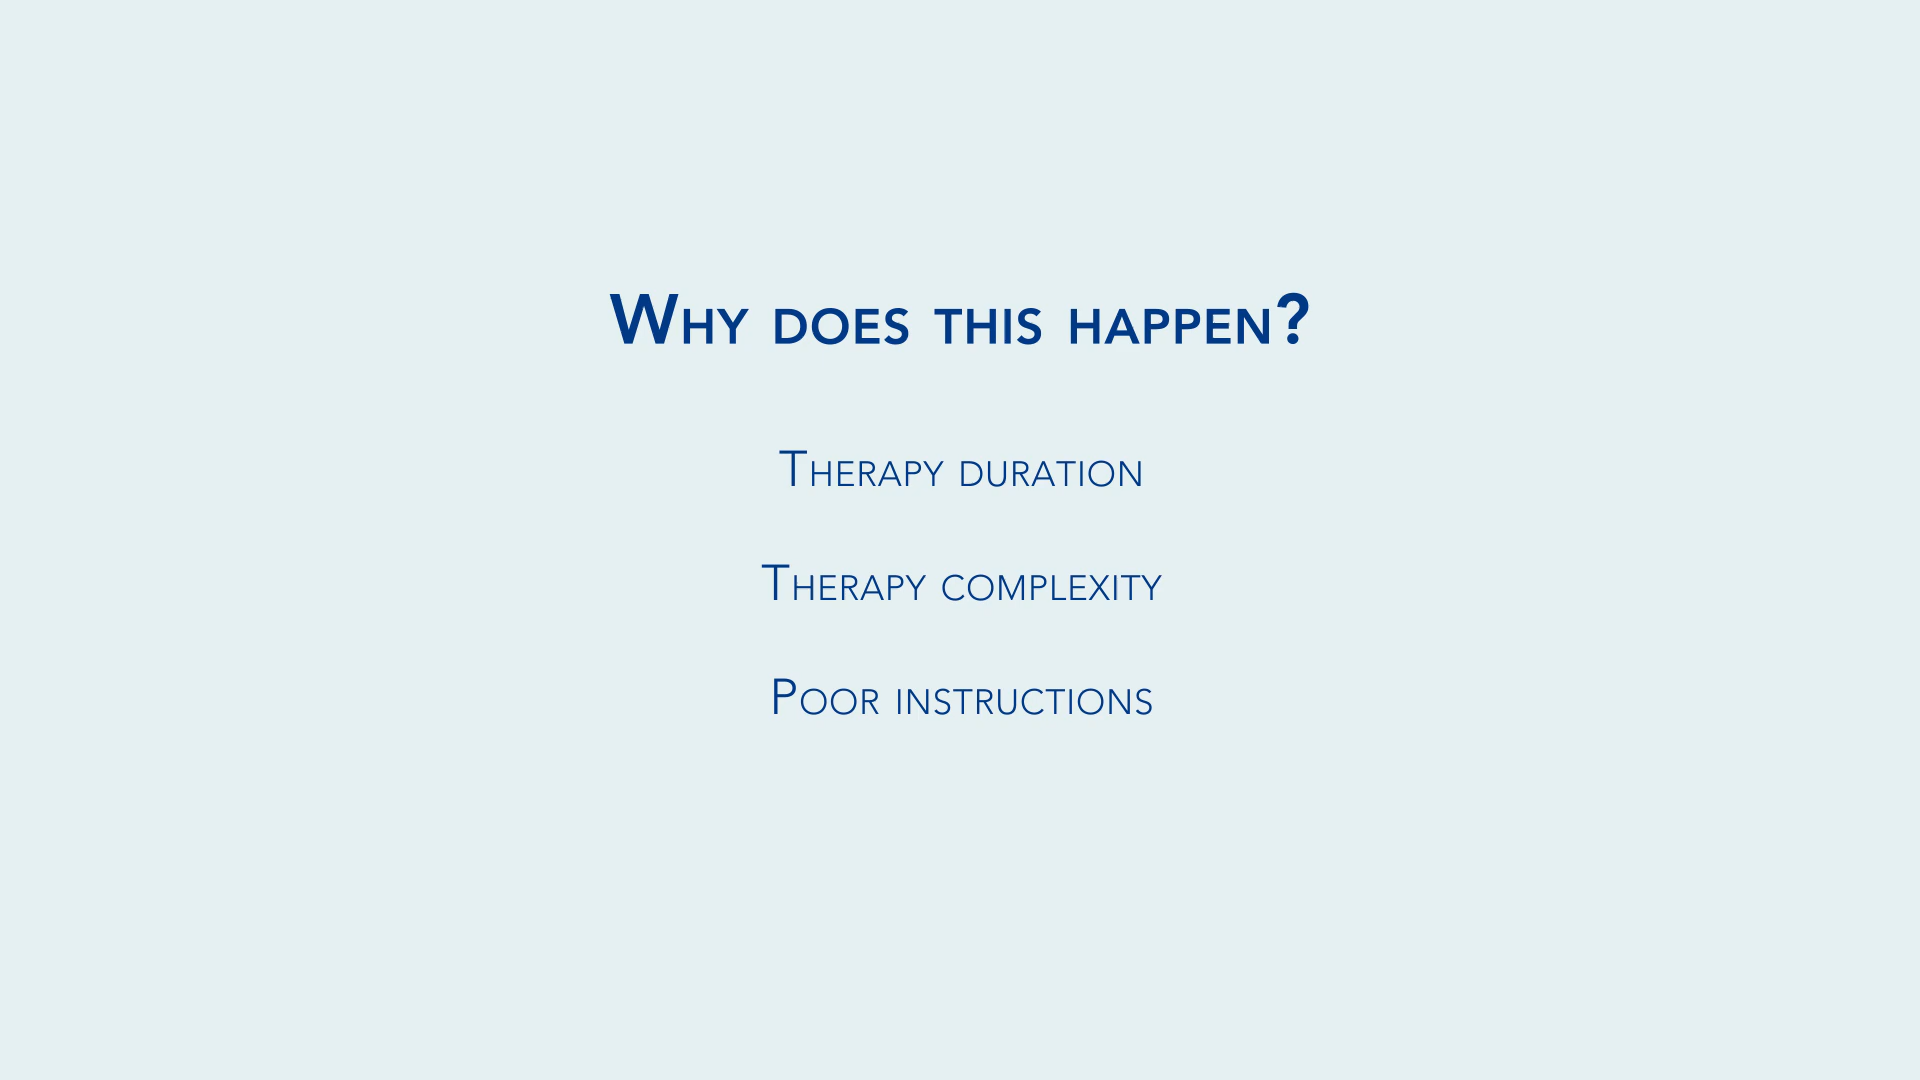 Why does this happen?
Therapy duration
Therapy complexity
Poor instructions